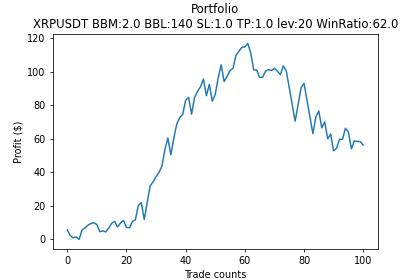 Portfolio
XRPUSDT BBM:2.0 BBL:140 SL:1.0 TP:1.0 lev:20 WinRatio:62.0
120
100
80
60
40
20
0
Profit ($)
0 20 40 60 80 100
Trade counts